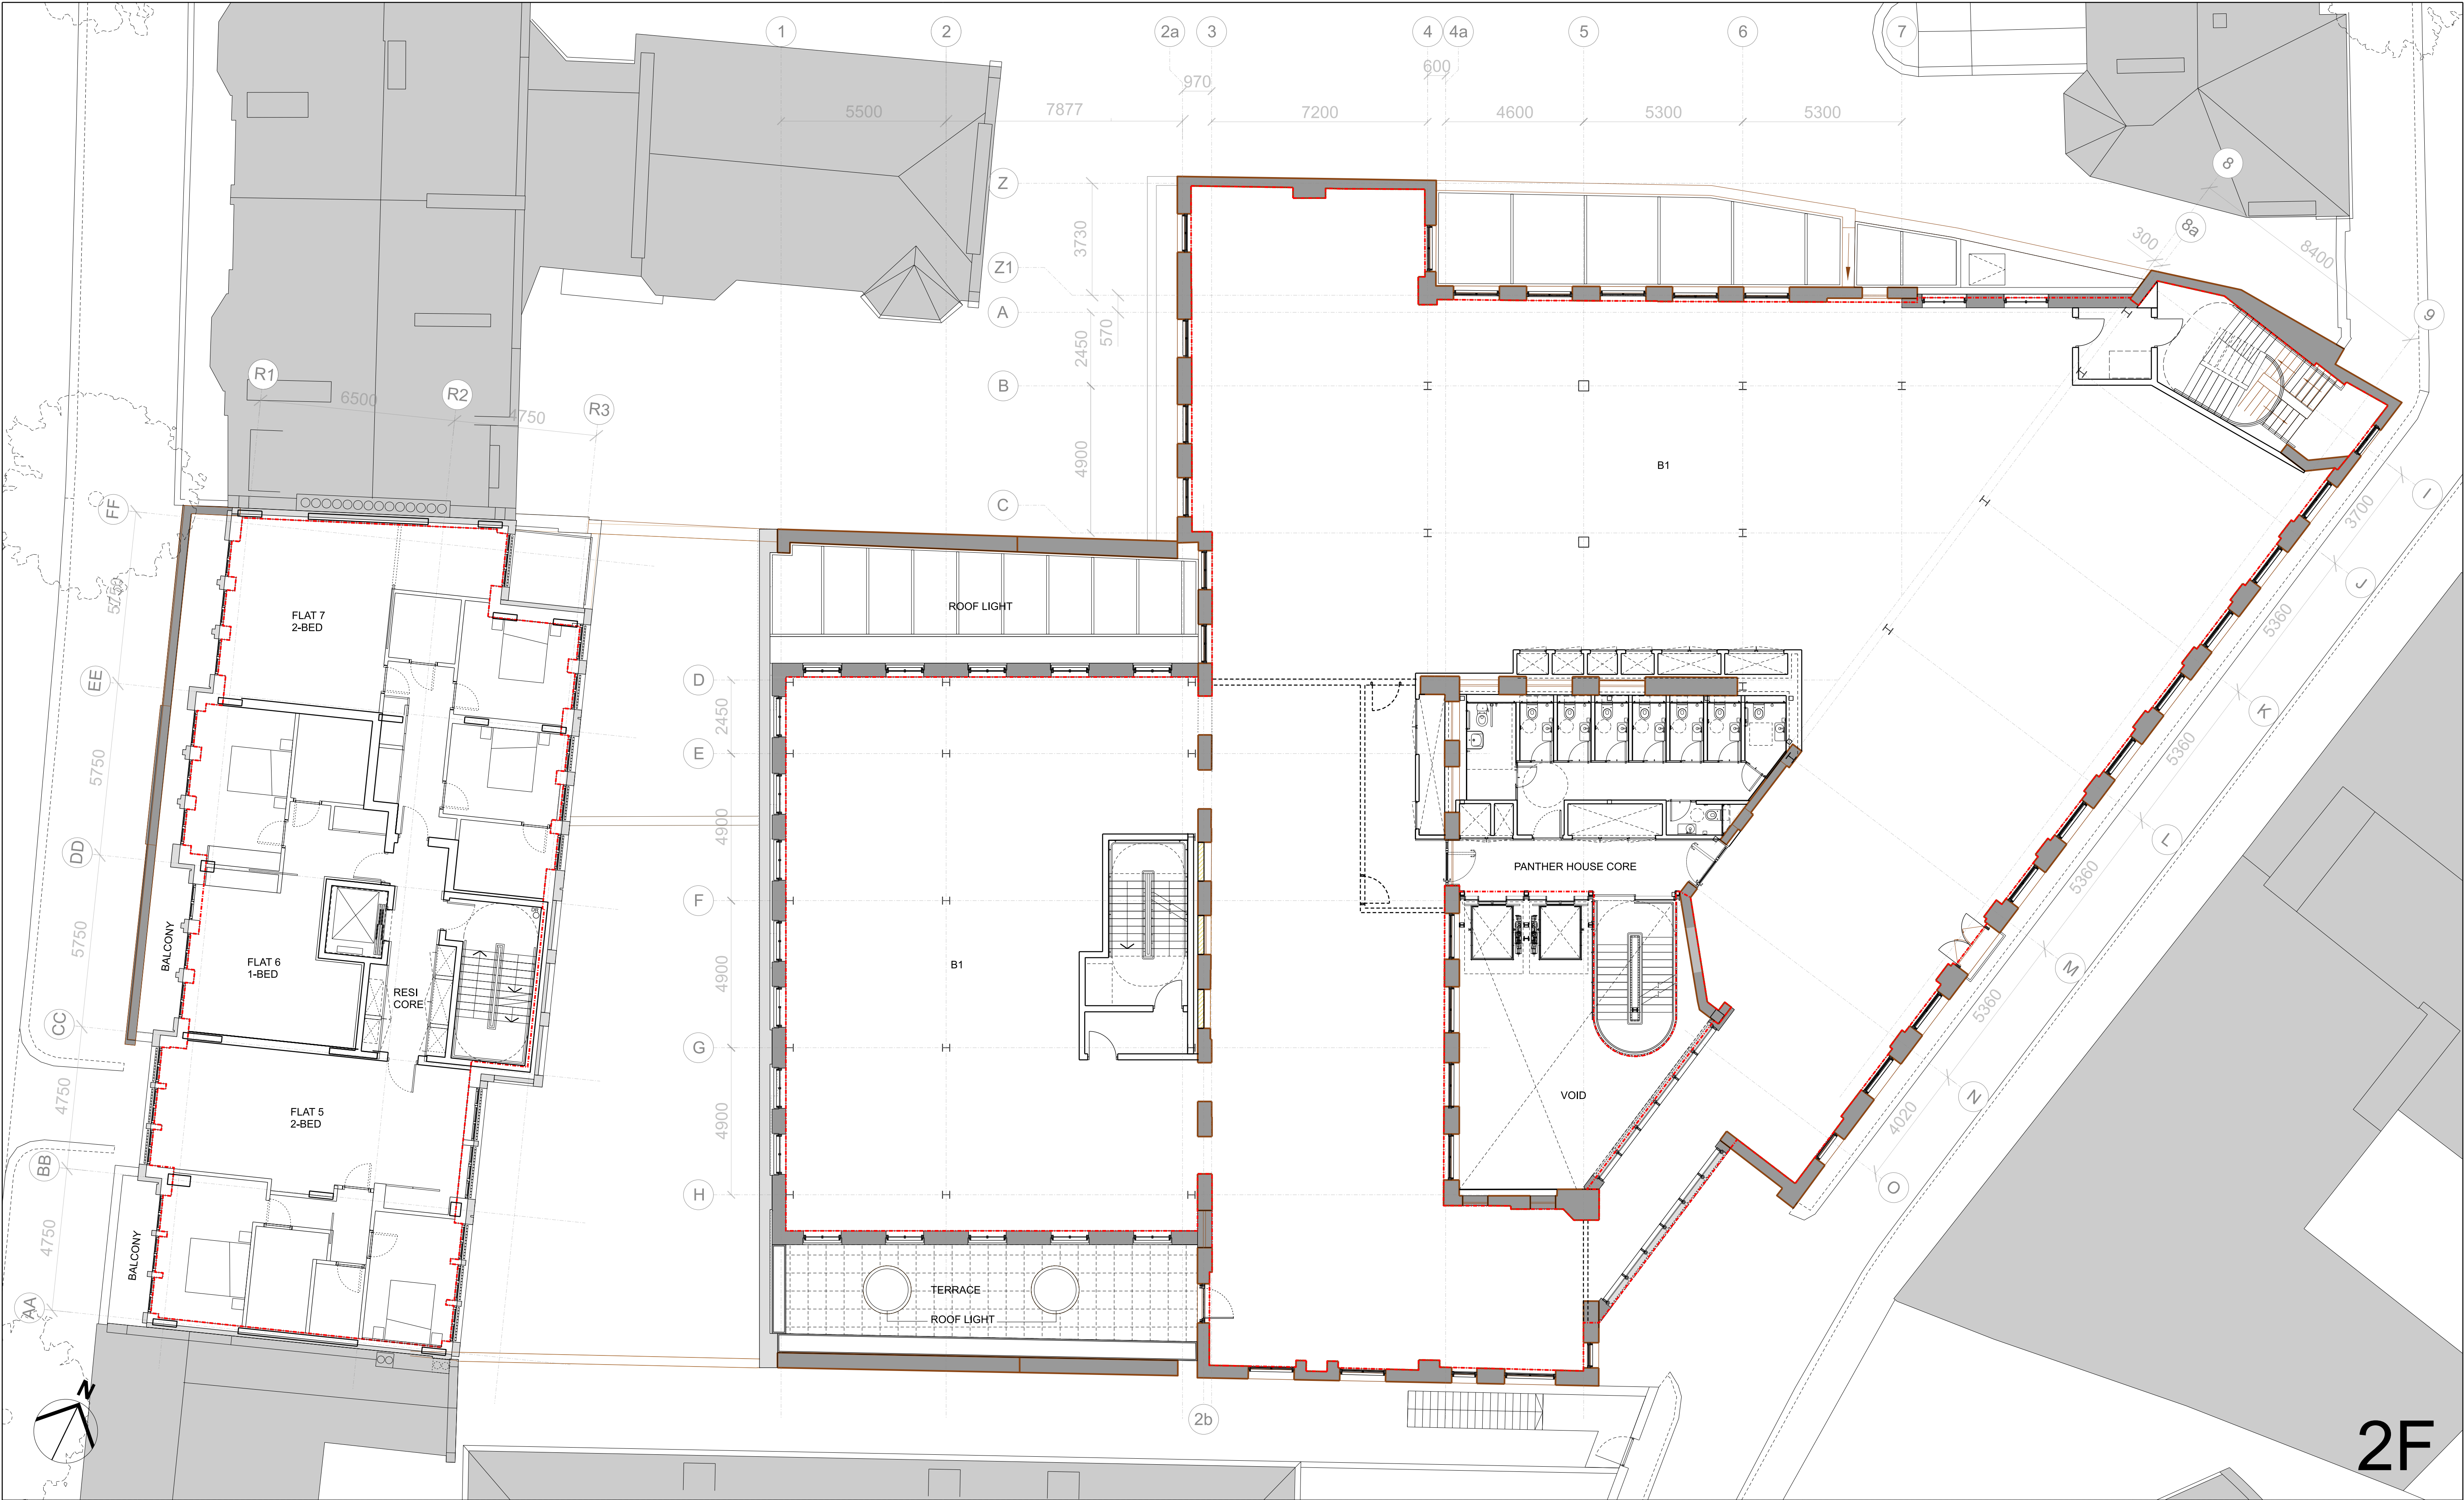 1
2
2a
3
4
4a
5
6
7
600
970
5500
7877
7200
4600
5300
5300
8
8a
300
8400
9
Z
3730
Z1
A
570
2450
B
4900
C
R1
6500
R2
4750
R3
B1
I
3700
J
5360
K
5360
L
5360
M
5360
N
4020
O
FF
5750
EE
5750
DD
5750
CC
4750
BB
4750
AA
FLAT 7
2-BED
FLAT 6
1-BED
RESI
CORE
FLAT 5
2-BED
BALCONY
BALCONY
ROOF LIGHT
D
2450
E
4900
F
4900
G
4900
H
B1
PANTHER HOUSE CORE
VOID
TERRACE
ROOF LIGHT
2b
N
2F